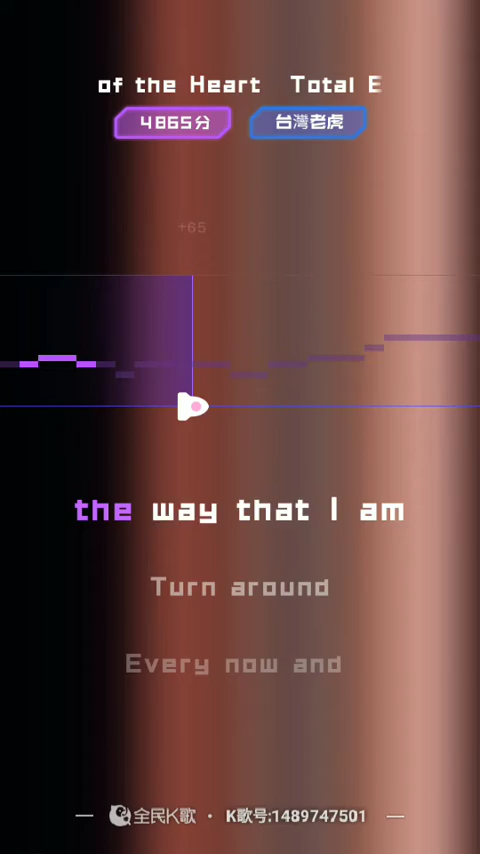 of the Heart Total E
4865分 台灣老虎
+65
the way that I am
Turn around
Every now and
— 全民K歌 · K歌号:1489747501 —